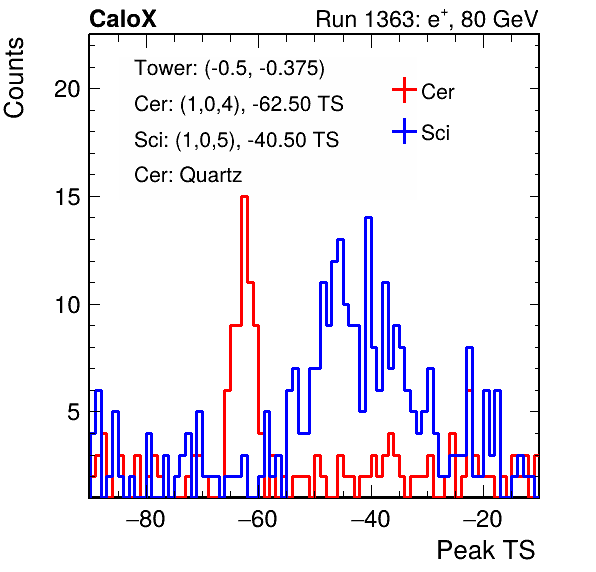 CaloX Run 1363: e+, 80 GeV
Counts
Tower: (-0.5, -0.375)
Cer: (1,0,4), -62.50 TS
Sci: (1,0,5), -40.50 TS
Cer: Quartz
Cer
Sci
20
15
10
5
−80 −60 −40 −20
Peak TS